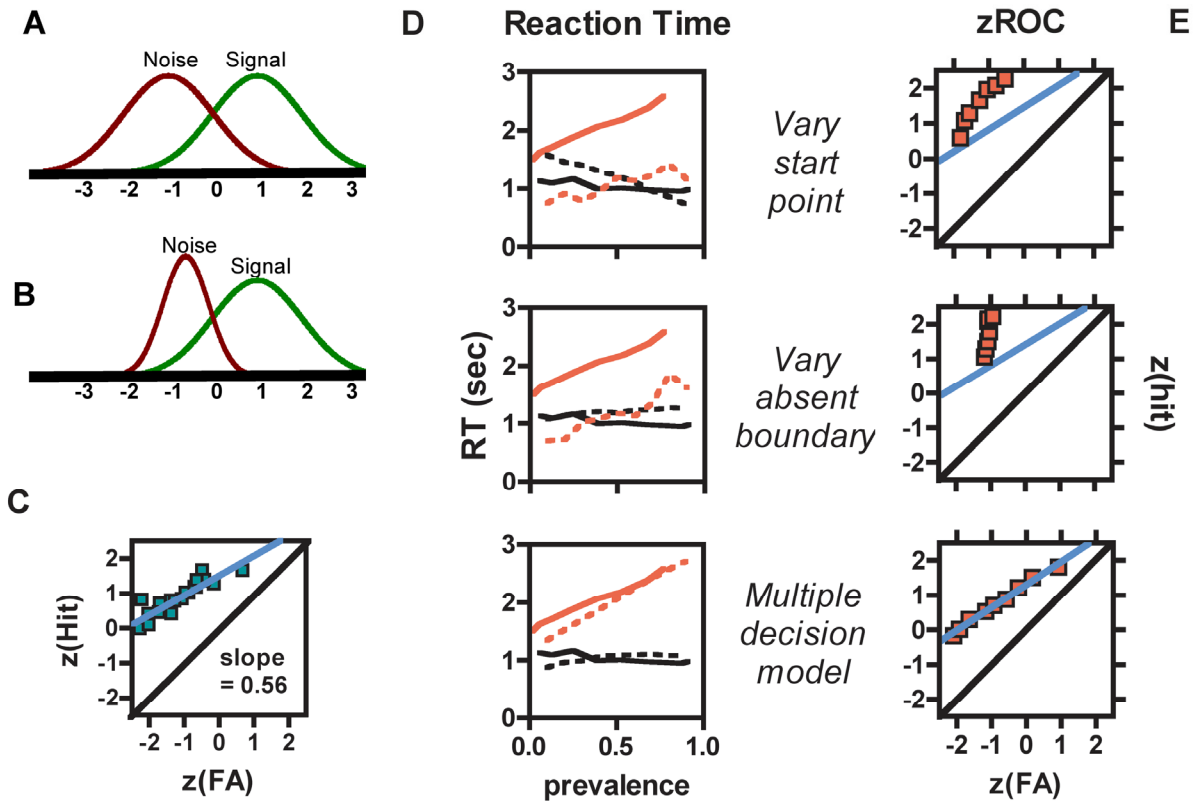 A
Noise Signal
-3 -2 -1 0 1 2 3
B
Noise
Signal
-3 -2 -1 0 1 2 3
C
z(Hit)
2
1
0
-1
-2
slope
= 0.56
-2 -1 0 1 2
z(FA)
D
Reaction Time
RT (sec)
3
2
1
0
3
2
1
0
3
2
1
0
0.0 0.5 1.0
prevalence
Vary
start
point
Vary
absent
boundary
Multiple
decision
model
zROC
E
2
1
0
-1
-2
2
1
0
-1
-2
2
1
0
-1
-2
z(hit)
-2 -1 0 1 2
z(FA)